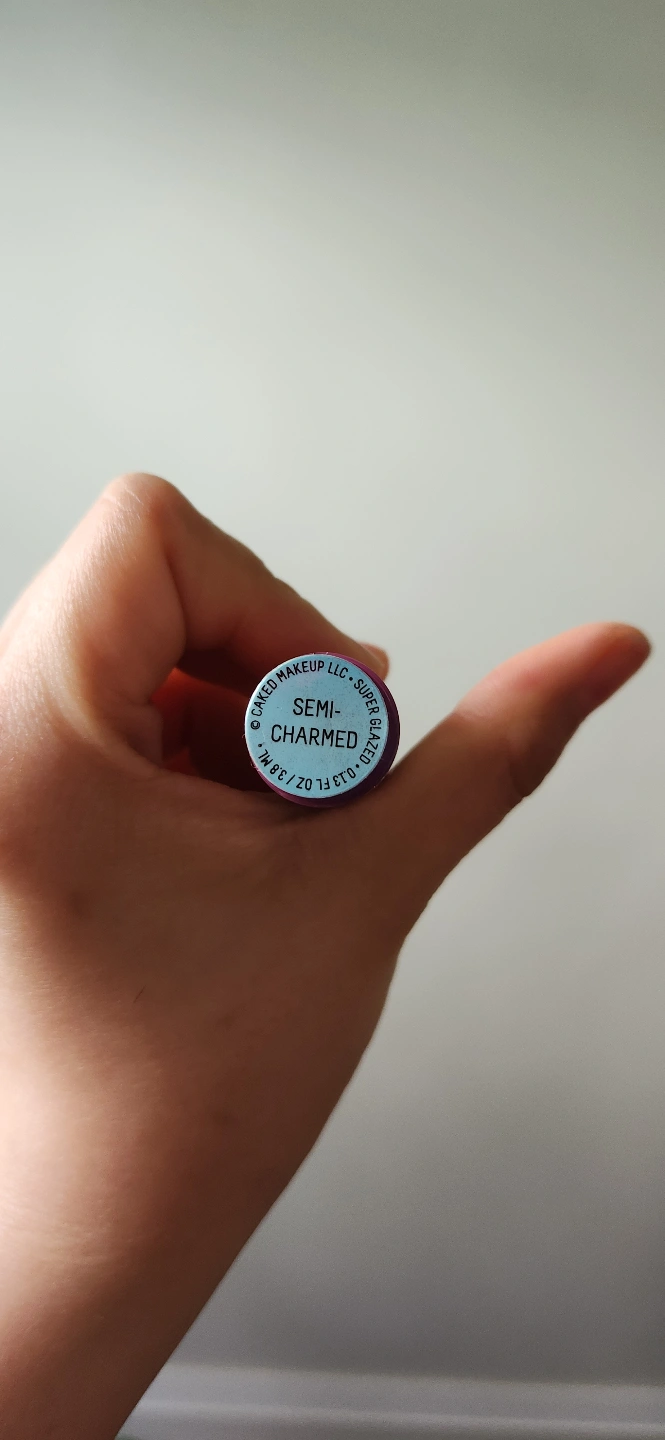 © CAKED MAKEUP LLC • SUPER GLAZED • 0.13 FL OZ / 3.8 ML •
SEMI-
CHARMED